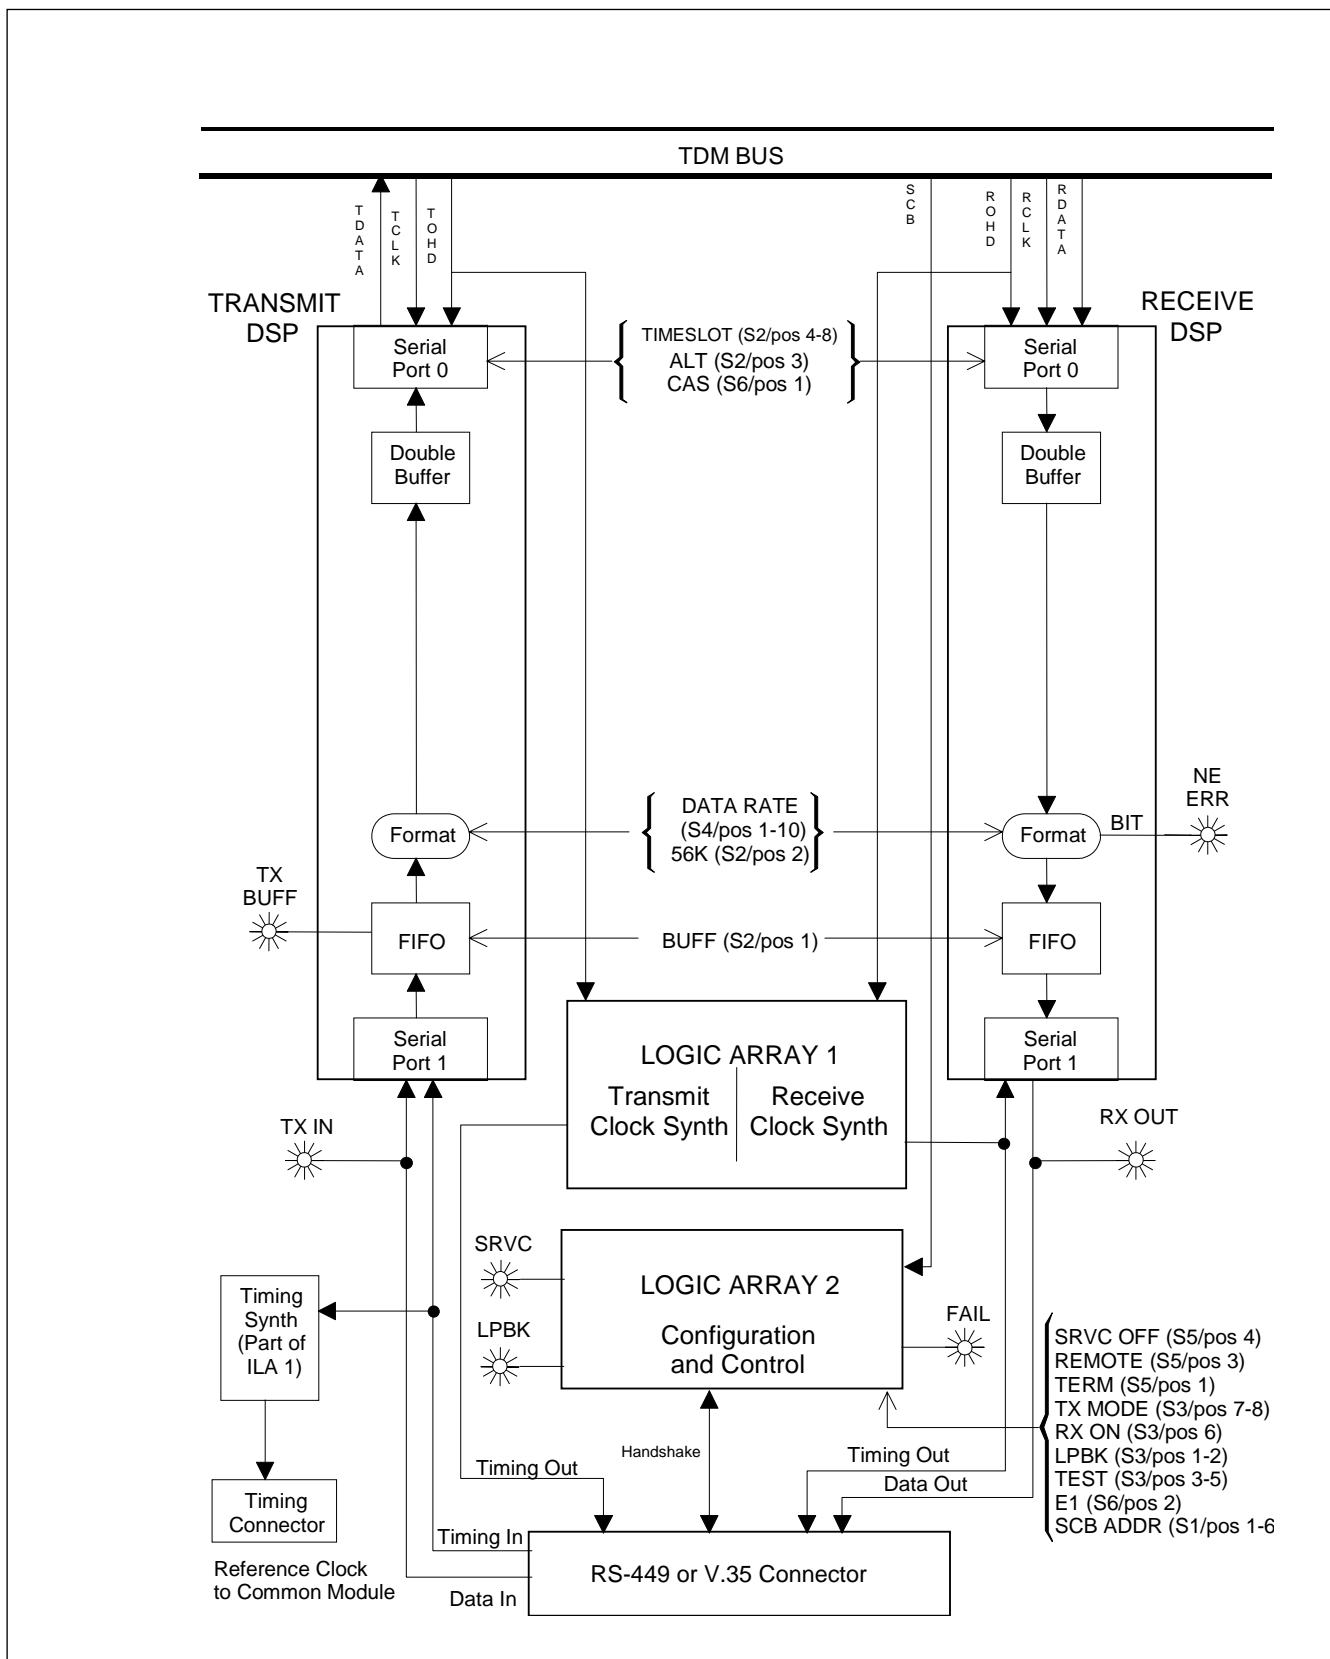 TDM BUS
TDATA
TCLK
TOHD
SCB
ROHD
RCLK
RDATA
TRANSMIT
DSP
RECEIVE
DSP
Serial
Port 0
TIMESLOT (S2/pos 4-8)
ALT (S2/pos 3)
CAS (S6/pos 1)
Serial
Port 0
Double
Buffer
Double
Buffer
Format
DATA RATE
(S4/pos 1-10)
56K (S2/pos 2)
Format
BIT
NE
ERR
TX
BUFF
FIFO
BUFF (S2/pos 1)
FIFO
Serial
Port 1
LOGIC ARRAY 1
Transmit
Clock Synth
Receive
Clock Synth
Serial
Port 1
TX IN
RX OUT
SRVC
LPBK
LOGIC ARRAY 2
Configuration
and Control
FAIL
Timing
Synth
(Part of
ILA 1)
SRVC OFF (S5/pos 4)
REMOTE (S5/pos 3)
TERM (S5/pos 1)
TX MODE (S3/pos 7-8)
RX ON (S3/pos 6)
LPBK (S3/pos 1-2)
TEST (S3/pos 3-5)
E1 (S6/pos 2)
SCB ADDR (S1/pos 1-6
Timing Out
Handshake
Timing Out
Data Out
Timing
Connector
Reference Clock
to Common Module
Timing In
Data In
RS-449 or V.35 Connector